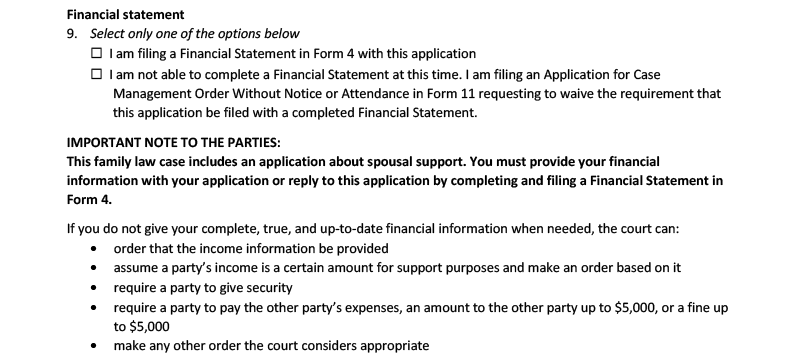 Financial statement
9. Select only one of the options below
☐ I am filing a Financial Statement in Form 4 with this application
☐ I am not able to complete a Financial Statement at this time. I am filing an Application for Case
Management Order Without Notice or Attendance in Form 11 requesting to waive the requirement that
this application be filed with a completed Financial Statement.
IMPORTANT NOTE TO THE PARTIES:
This family law case includes an application about spousal support. You must provide your financial
information with your application or reply to this application by completing and filing a Financial Statement in
Form 4.
If you do not give your complete, true, and up-to-date financial information when needed, the court can:
• order that the income information be provided
• assume a party’s income is a certain amount for support purposes and make an order based on it
• require a party to give security
• require a party to pay the other party’s expenses, an amount to the other party up to $5,000, or a fine up
to $5,000
• make any other order the court considers appropriate